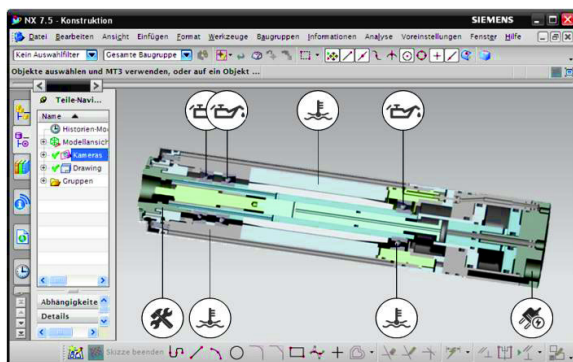 NX 7.5 - Konstruktion
SIEMENS
Datei Bearbeiten Ansicht Einfügen Format Werkzeuge Baugruppen Informationen Analyse Voreinstellungen Fenster Hilfe
Kein Auswahlfilter Gesamte Baugruppe
Objekte auswählen und MT3 verwenden, oder auf ein Objekt ...
Teile-Navi...
Name
Historien-Mo
Modellansich
Kameras
Drawing
Gruppen
Abhängigkeite
Details
Skizze beenden